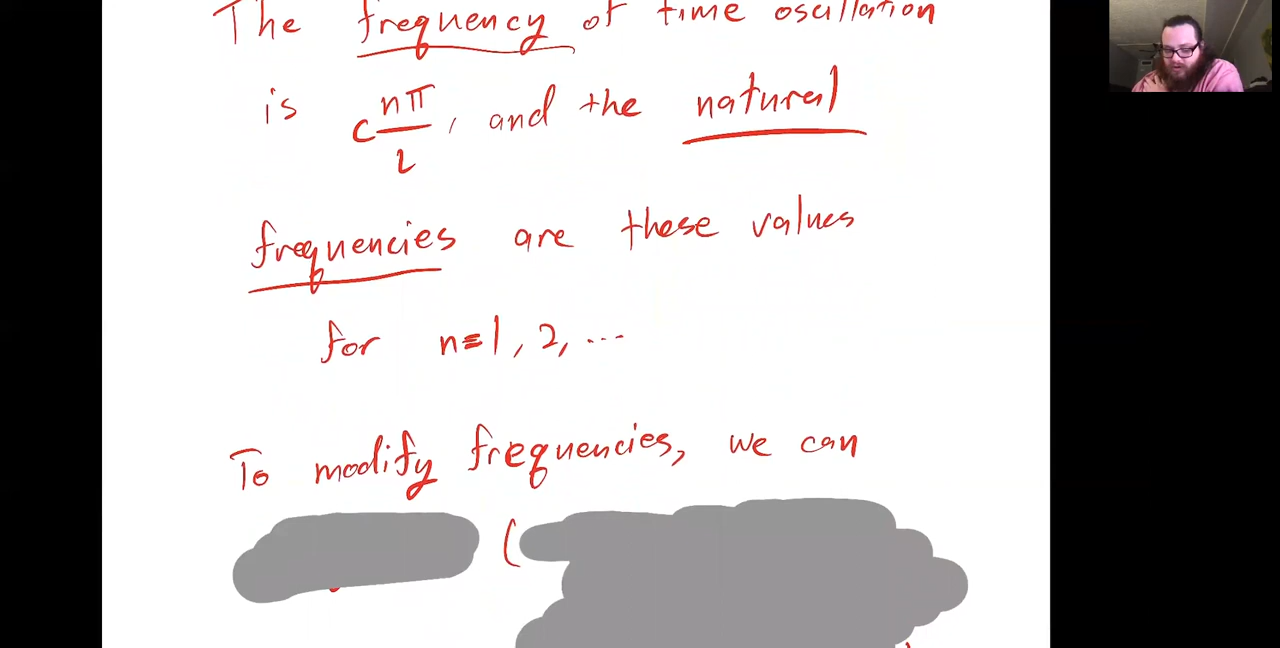 The frequency of time oscillation
is c nπ/2, and the natural
frequencies are these values
for n=1, 2, ...
To modify frequencies, we can
(